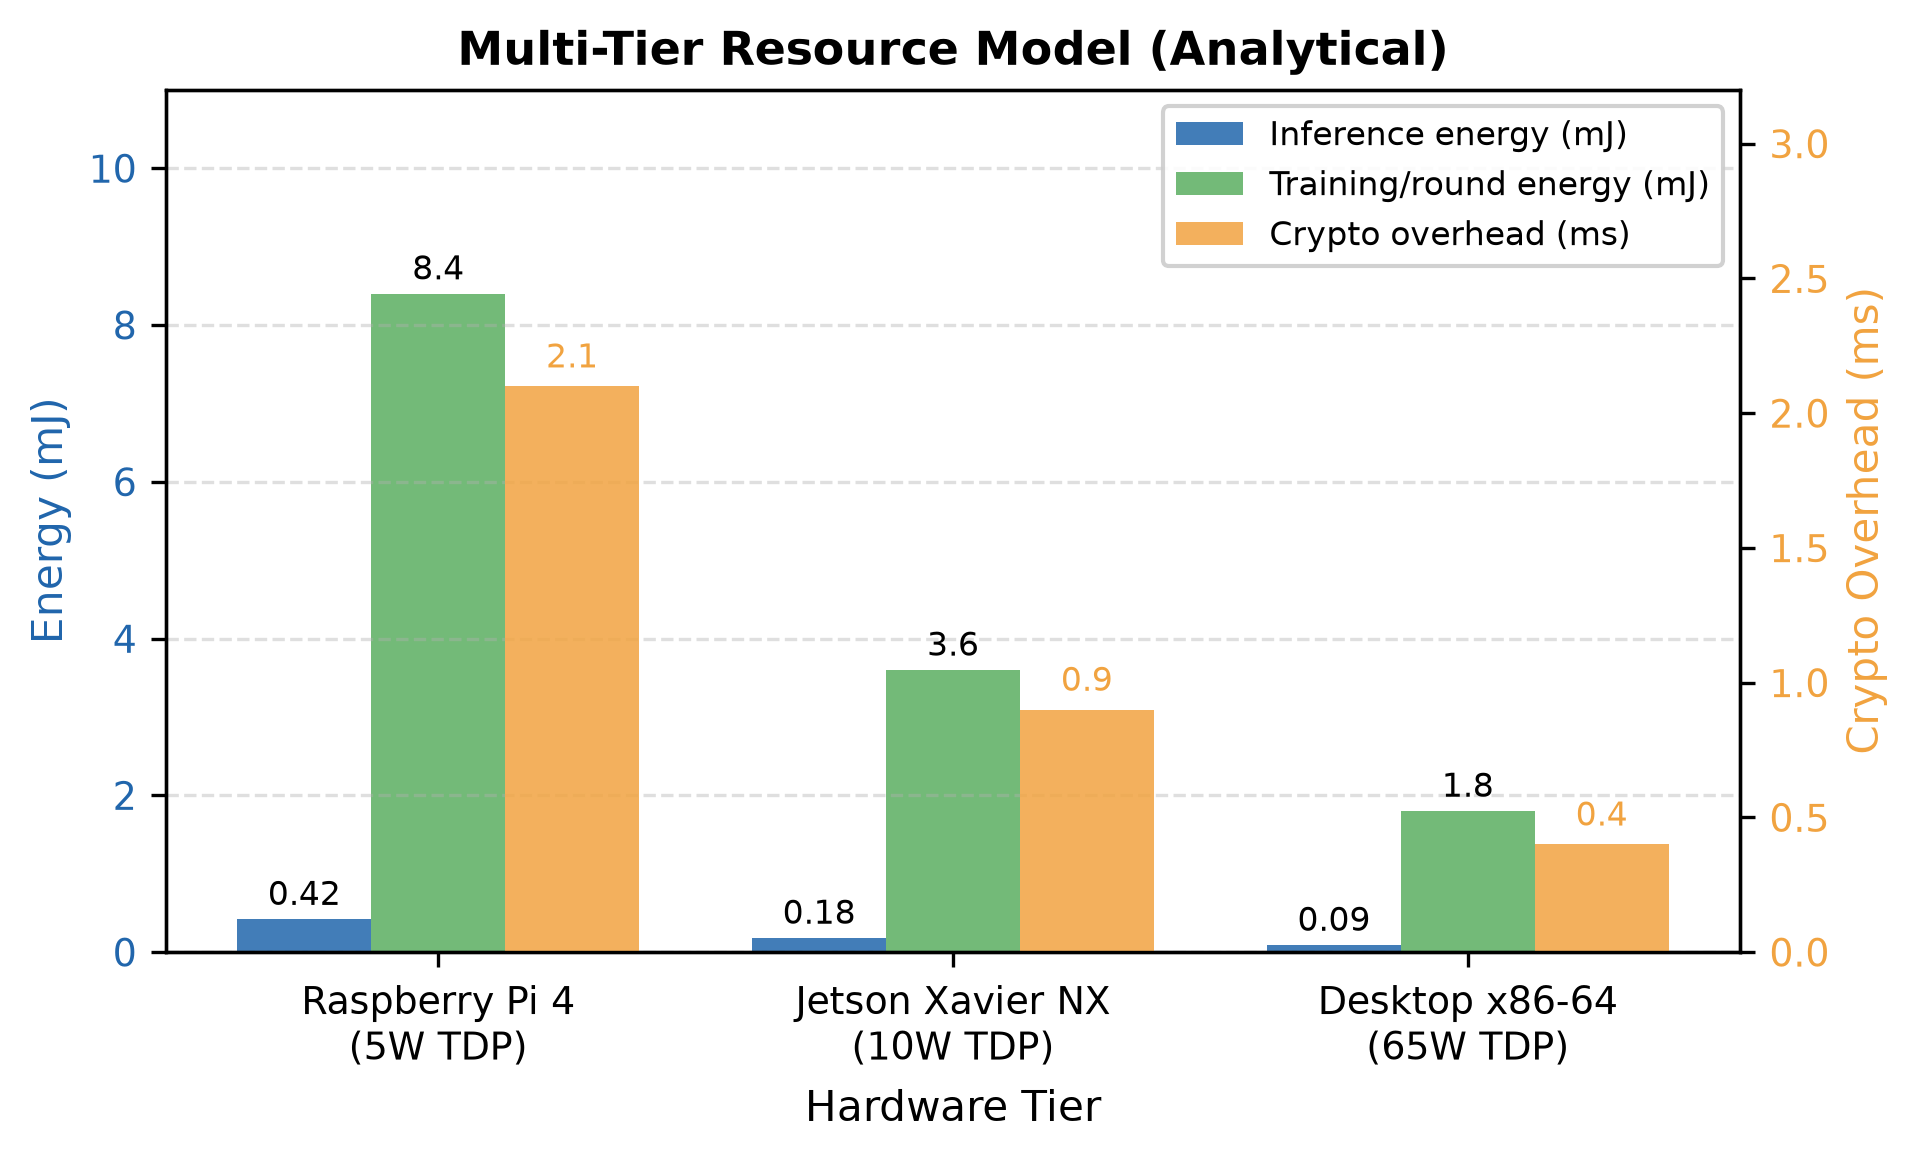 Multi-Tier Resource Model (Analytical)
Inference energy (mJ)
Training/round energy (mJ)
Crypto overhead (ms)
Energy (mJ)
10
8
6
4
2
0
Crypto Overhead (ms)
3.0
2.5
2.0
1.5
1.0
0.5
0.0
0.42
8.4
2.1
0.18
3.6
0.9
0.09
1.8
0.4
Raspberry Pi 4
(5W TDP)
Jetson Xavier NX
(10W TDP)
Desktop x86-64
(65W TDP)
Hardware Tier